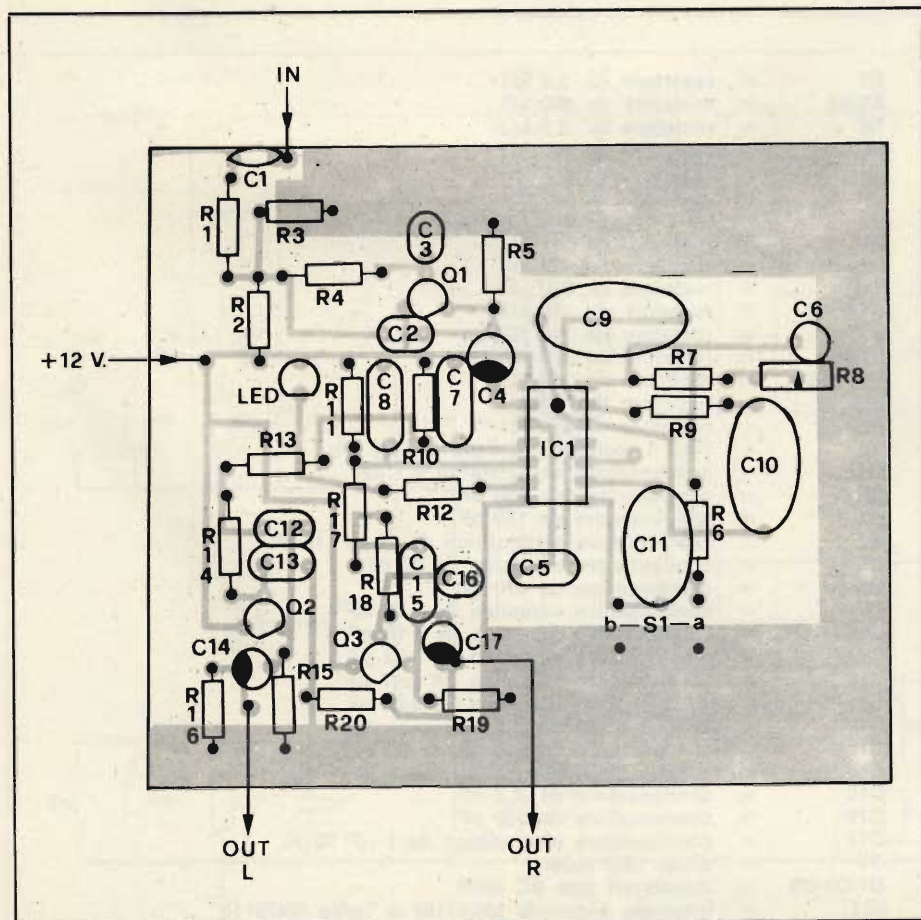 IN
C1
R1
R3
C3
R5
R4
Q1
R2
C2
C9
C6
+12 V.
LED
R11
C8
R10
C7
C4
R7
R8
R9
IC1
R13
C10
R12
R17
R14
C12
C13
R18
C15
C16
C5
C11
R6
Q2
b-S1-a
C14
Q3
C17
R16
R15
R20
R19
OUT
L
OUT
R